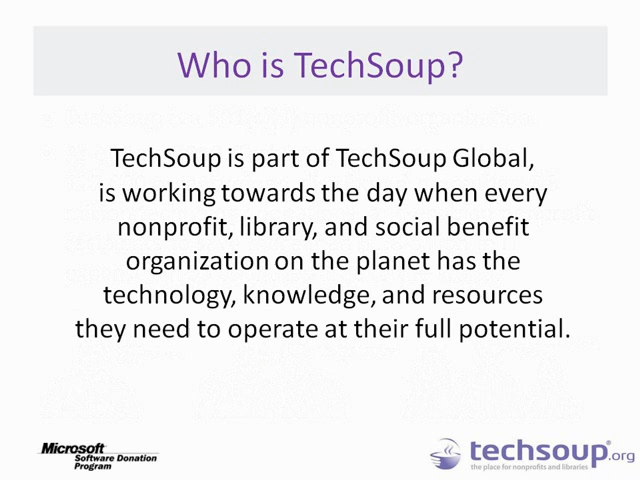 Who is TechSoup?
TechSoup is part of TechSoup Global,
is working towards the day when every
nonprofit, library, and social benefit
organization on the planet has the
technology, knowledge, and resources
they need to operate at their full potential.
Microsoft
Software Donation
Program
techsoup®.org
the place for nonprofits and libraries